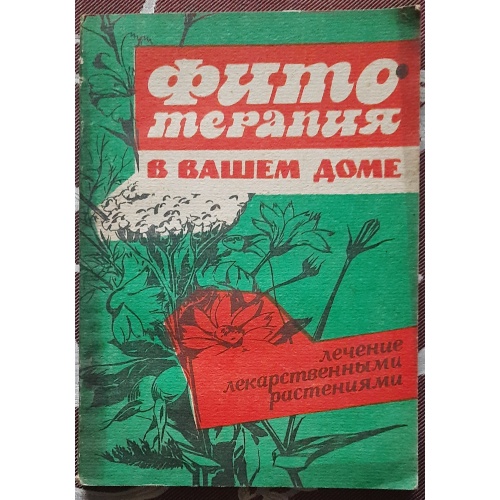 Фито
терапия
в вашем доме
лечение
лекарственными
растениями